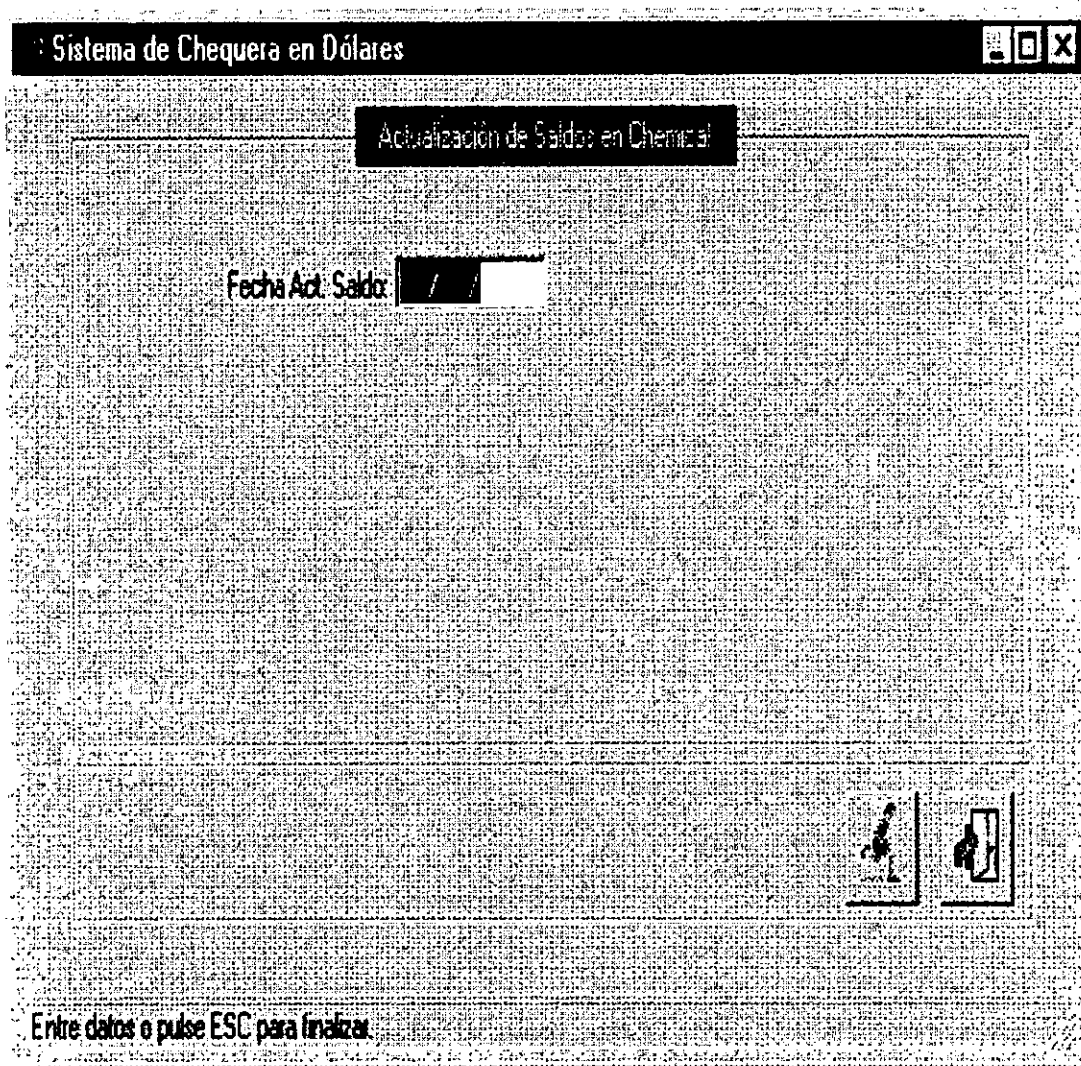 Sistema de Chequera en Dólares
Actualización de Saldos en Chemical
Fecha Act. Saldo: / /
Entre datos o pulse ESC para finalizar.